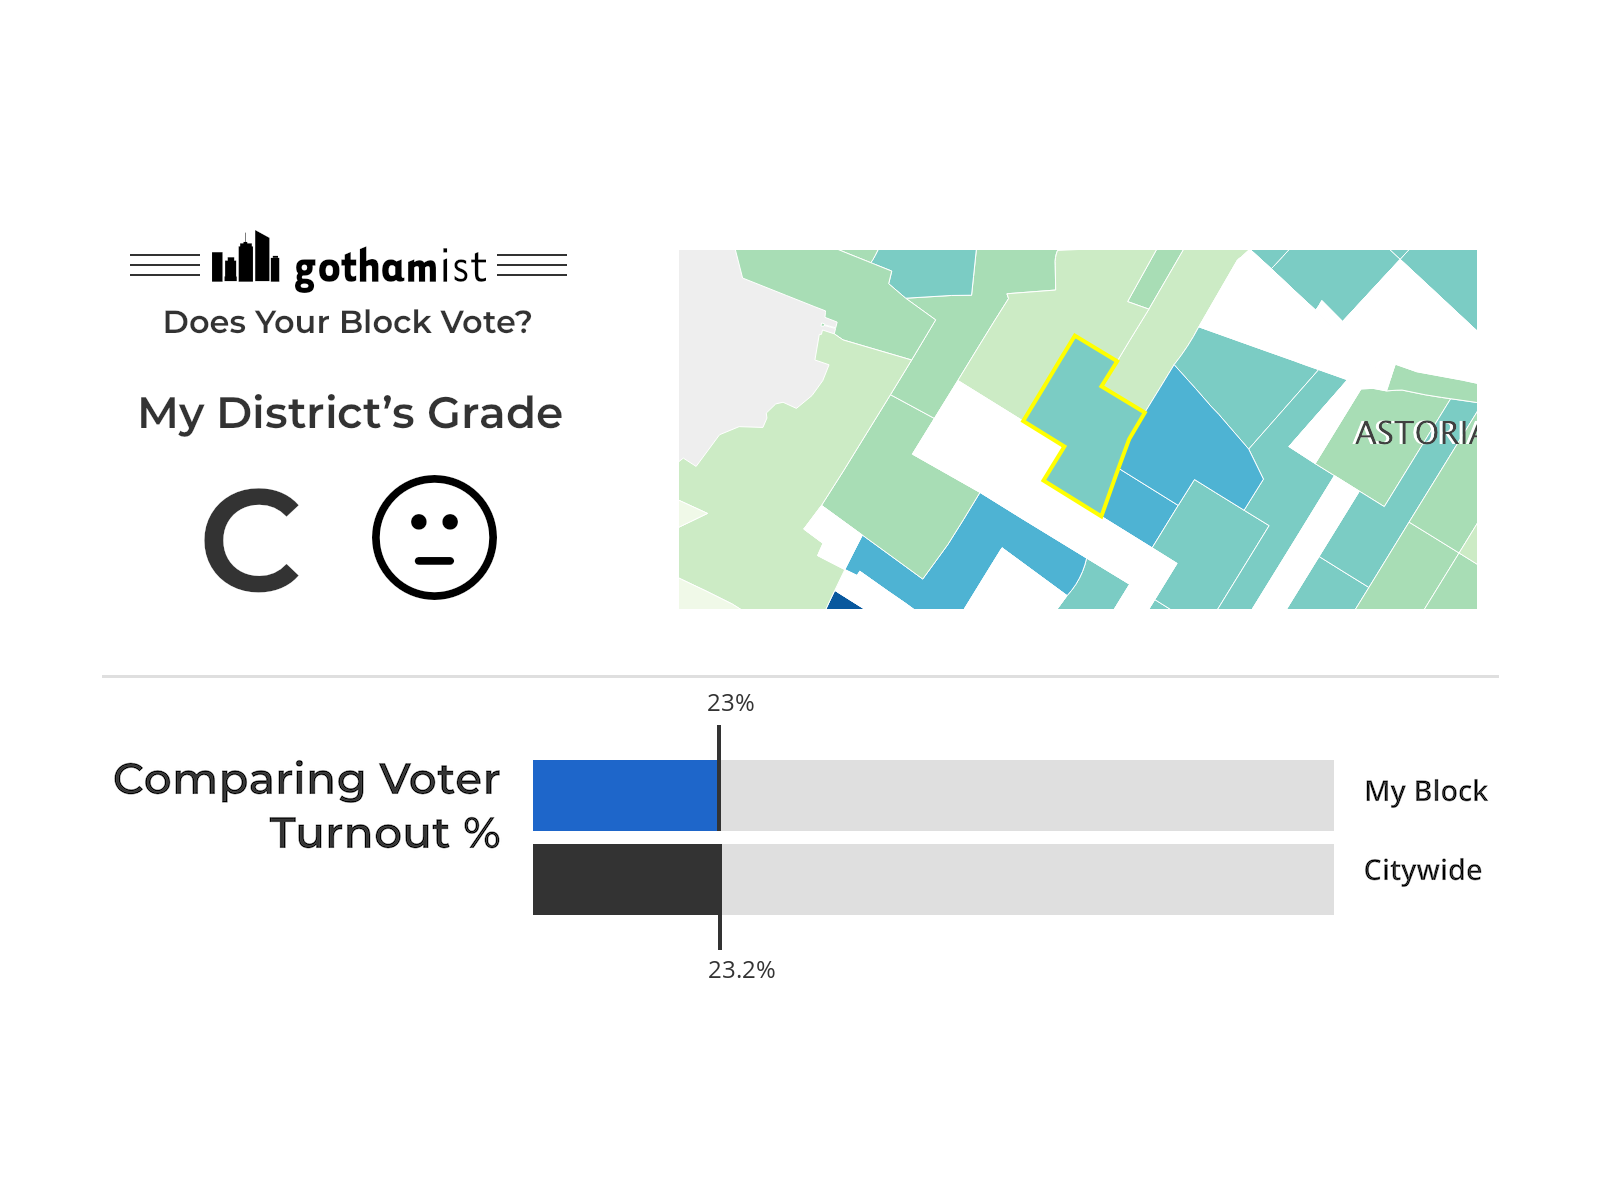 gothamist
Does Your Block Vote?
My District's Grade
C
ASTORIA
23%
Comparing Voter
Turnout %
My Block
Citywide
23.2%